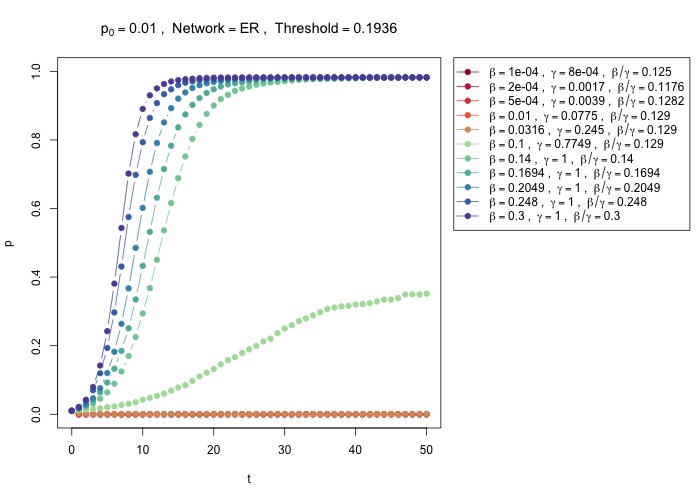 p₀ = 0.01 , Network = ER , Threshold = 0.1936
1.0
0.8
0.6
0.4
0.2
0.0
p
0 10 20 30 40 50
t
β = 1e-04 , γ = 8e-04 , β/γ = 0.125
β = 2e-04 , γ = 0.0017 , β/γ = 0.1176
β = 5e-04 , γ = 0.0039 , β/γ = 0.1282
β = 0.01 , γ = 0.0775 , β/γ = 0.129
β = 0.0316 , γ = 0.245 , β/γ = 0.129
β = 0.1 , γ = 0.7749 , β/γ = 0.129
β = 0.14 , γ = 1 , β/γ = 0.14
β = 0.1694 , γ = 1 , β/γ = 0.1694
β = 0.2049 , γ = 1 , β/γ = 0.2049
β = 0.248 , γ = 1 , β/γ = 0.248
β = 0.3 , γ = 1 , β/γ = 0.3